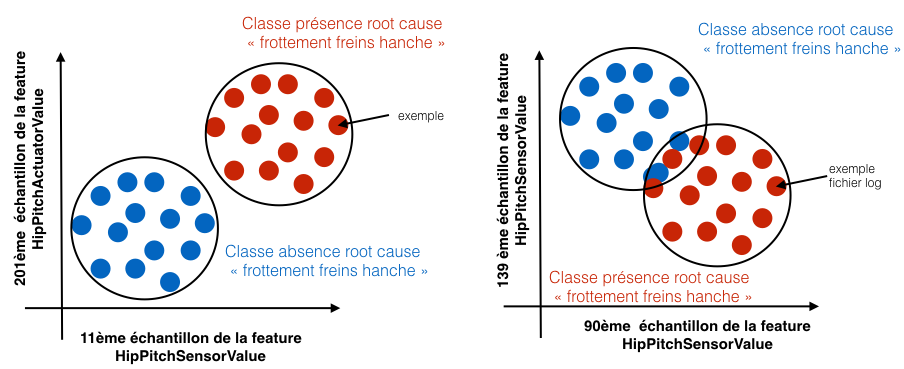 Classe présence root cause
« frottement freins hanche »
201ème échantillon de la feature
HipPitchActuatorValue
exemple
Classe absence root cause
« frottement freins hanche »
11ème échantillon de la feature
HipPitchSensorValue
Classe absence root cause
« frottement freins hanche »
139 ème échantillon de la feature
HipPitchSensorValue
exemple
fichier log
Classe présence root cause
« frottement freins hanche »
90ème échantillon de la feature
HipPitchSensorValue